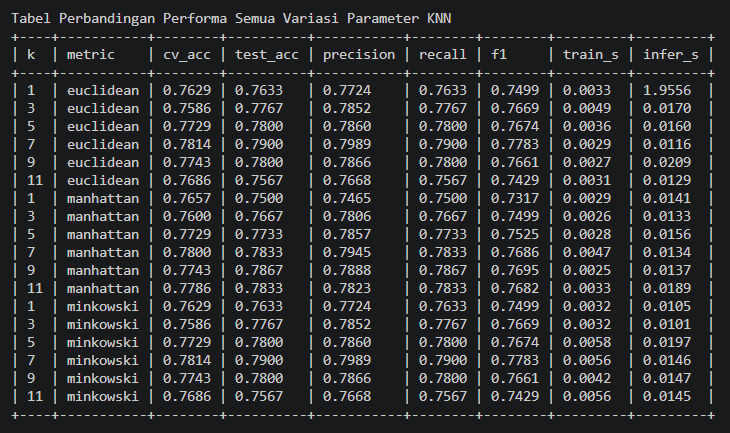 Tabel Perbandingan Performa Semua Variasi Parameter KNN
+----+-----------+--------+----------+-----------+--------+--------+---------+---------+
| k | metric | cv_acc | test_acc | precision | recall | f1 | train_s | infer_s |
+----+-----------+--------+----------+-----------+--------+--------+---------+---------+
| 1 | euclidean | 0.7629 | 0.7633 | 0.7724 | 0.7633 | 0.7499 | 0.0033 | 1.9556 |
| 3 | euclidean | 0.7586 | 0.7767 | 0.7852 | 0.7767 | 0.7669 | 0.0049 | 0.0170 |
| 5 | euclidean | 0.7729 | 0.7800 | 0.7860 | 0.7800 | 0.7674 | 0.0036 | 0.0160 |
| 7 | euclidean | 0.7814 | 0.7900 | 0.7989 | 0.7900 | 0.7783 | 0.0029 | 0.0116 |
| 9 | euclidean | 0.7743 | 0.7800 | 0.7866 | 0.7800 | 0.7661 | 0.0027 | 0.0209 |
| 11 | euclidean | 0.7686 | 0.7567 | 0.7668 | 0.7567 | 0.7429 | 0.0031 | 0.0129 |
| 1 | manhattan | 0.7657 | 0.7500 | 0.7465 | 0.7500 | 0.7317 | 0.0029 | 0.0141 |
| 3 | manhattan | 0.7600 | 0.7667 | 0.7806 | 0.7667 | 0.7499 | 0.0026 | 0.0133 |
| 5 | manhattan | 0.7729 | 0.7733 | 0.7857 | 0.7733 | 0.7525 | 0.0028 | 0.0156 |
| 7 | manhattan | 0.7800 | 0.7833 | 0.7945 | 0.7833 | 0.7686 | 0.0047 | 0.0134 |
| 9 | manhattan | 0.7743 | 0.7867 | 0.7888 | 0.7867 | 0.7695 | 0.0025 | 0.0137 |
| 11 | manhattan | 0.7786 | 0.7833 | 0.7823 | 0.7833 | 0.7682 | 0.0033 | 0.0189 |
| 1 | minkowski | 0.7629 | 0.7633 | 0.7724 | 0.7633 | 0.7499 | 0.0032 | 0.0105 |
| 3 | minkowski | 0.7586 | 0.7767 | 0.7852 | 0.7767 | 0.7669 | 0.0032 | 0.0101 |
| 5 | minkowski | 0.7729 | 0.7800 | 0.7860 | 0.7800 | 0.7674 | 0.0058 | 0.0197 |
| 7 | minkowski | 0.7814 | 0.7900 | 0.7989 | 0.7900 | 0.7783 | 0.0056 | 0.0146 |
| 9 | minkowski | 0.7743 | 0.7800 | 0.7866 | 0.7800 | 0.7661 | 0.0042 | 0.0147 |
| 11 | minkowski | 0.7686 | 0.7567 | 0.7668 | 0.7567 | 0.7429 | 0.0056 | 0.0145 |
+----+-----------+--------+----------+-----------+--------+--------+---------+---------+